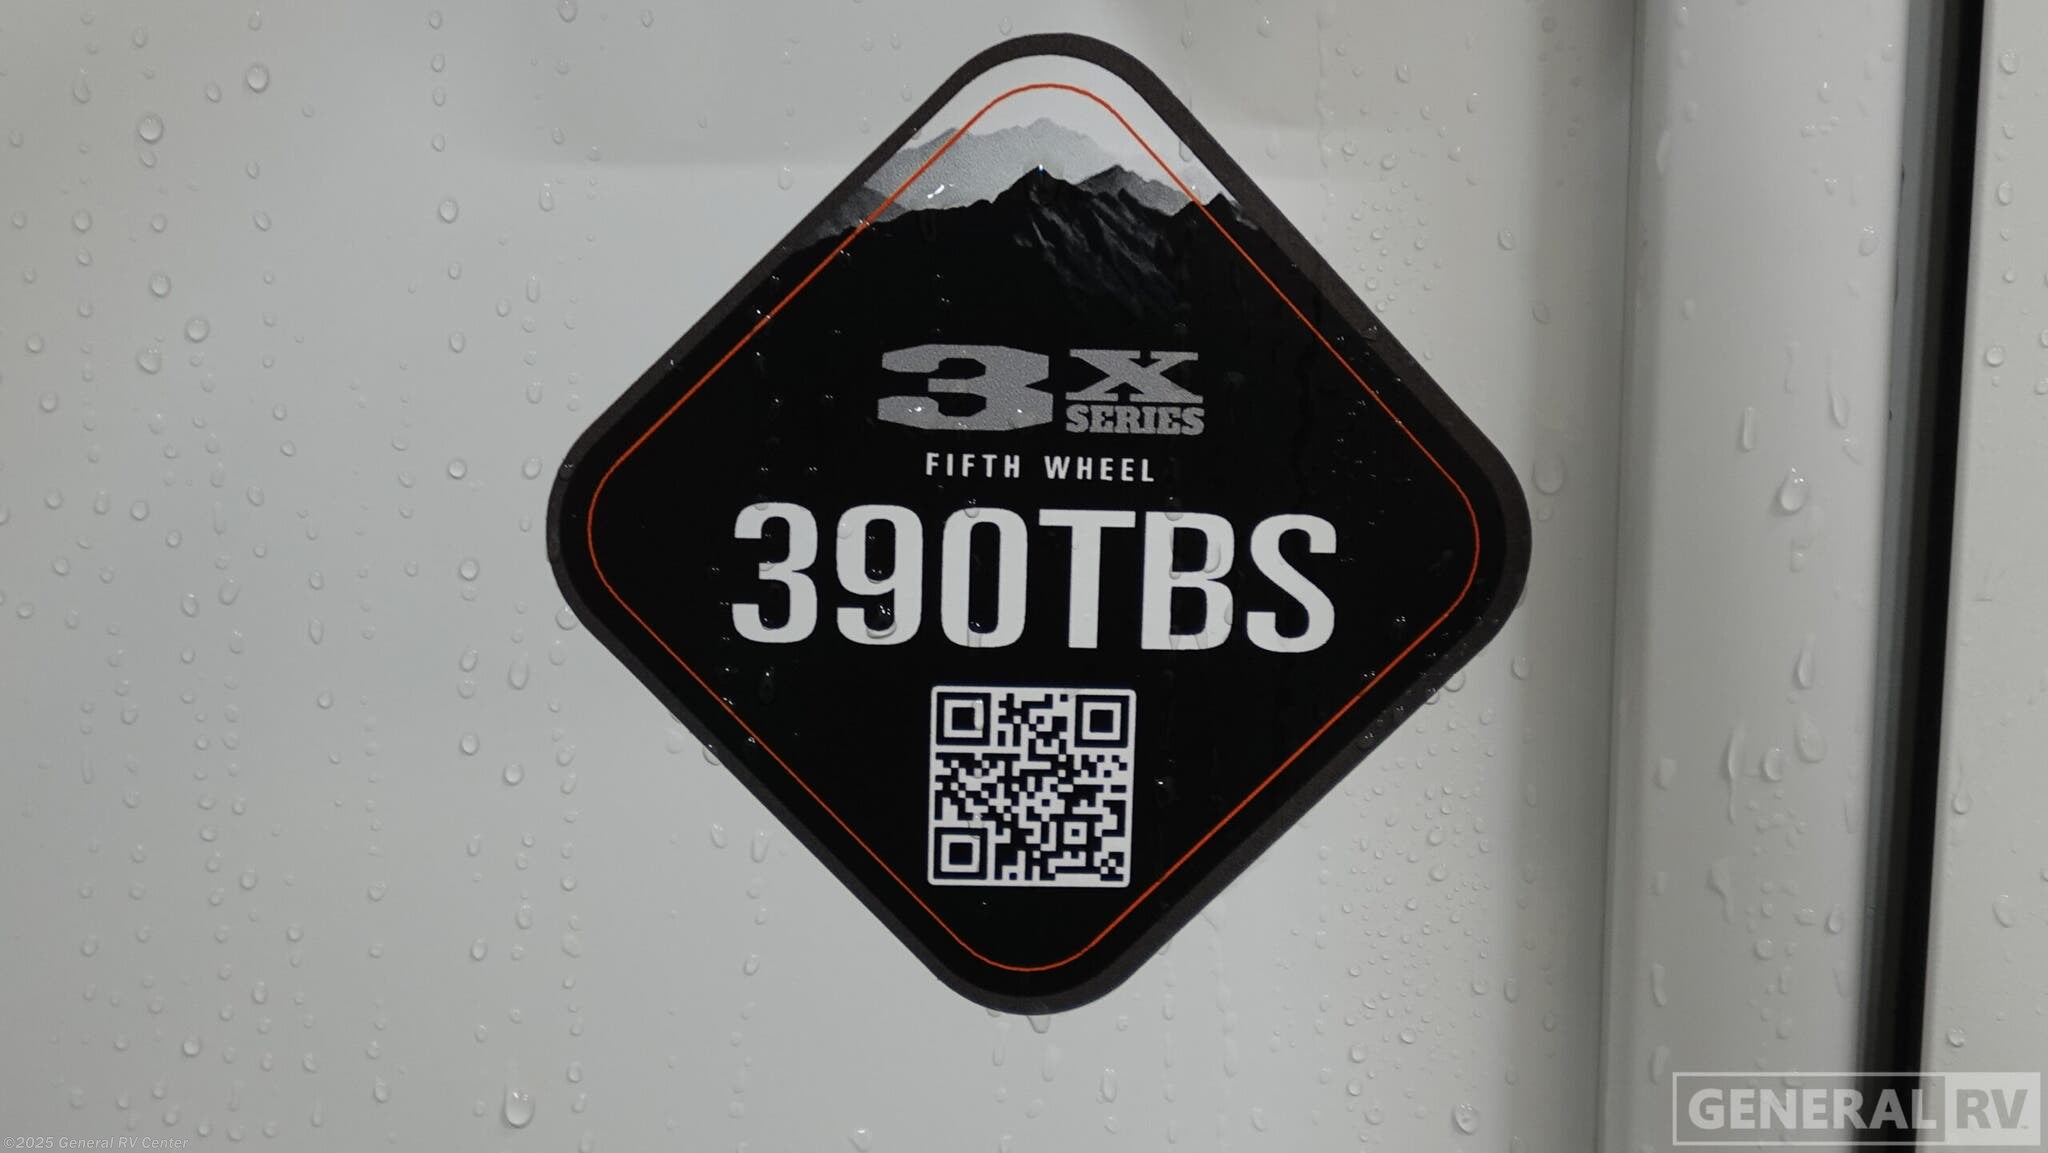 3X
SERIES
FIFTH WHEEL
390TBS
GENERAL RV
©2025 General RV Center